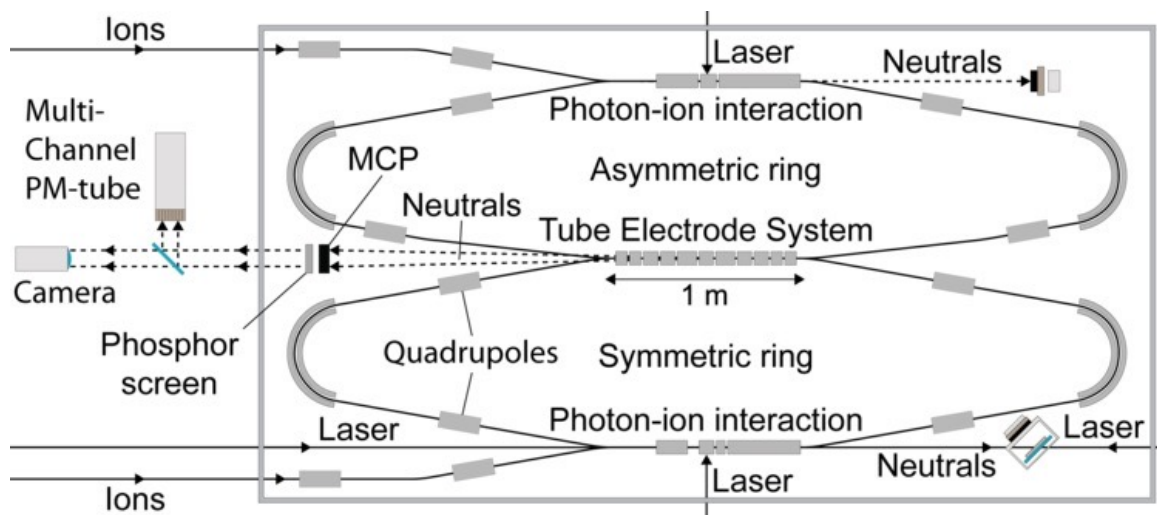 Ions
Laser
Neutrals
Photon-ion interaction
Multi-
Channel
PM-tube
MCP
Asymmetric ring
Neutrals
Tube Electrode System
1 m
Camera
Phosphor
screen
Quadrupoles
Symmetric ring
Photon-ion interaction
Laser
Laser
Neutrals
Ions
Laser